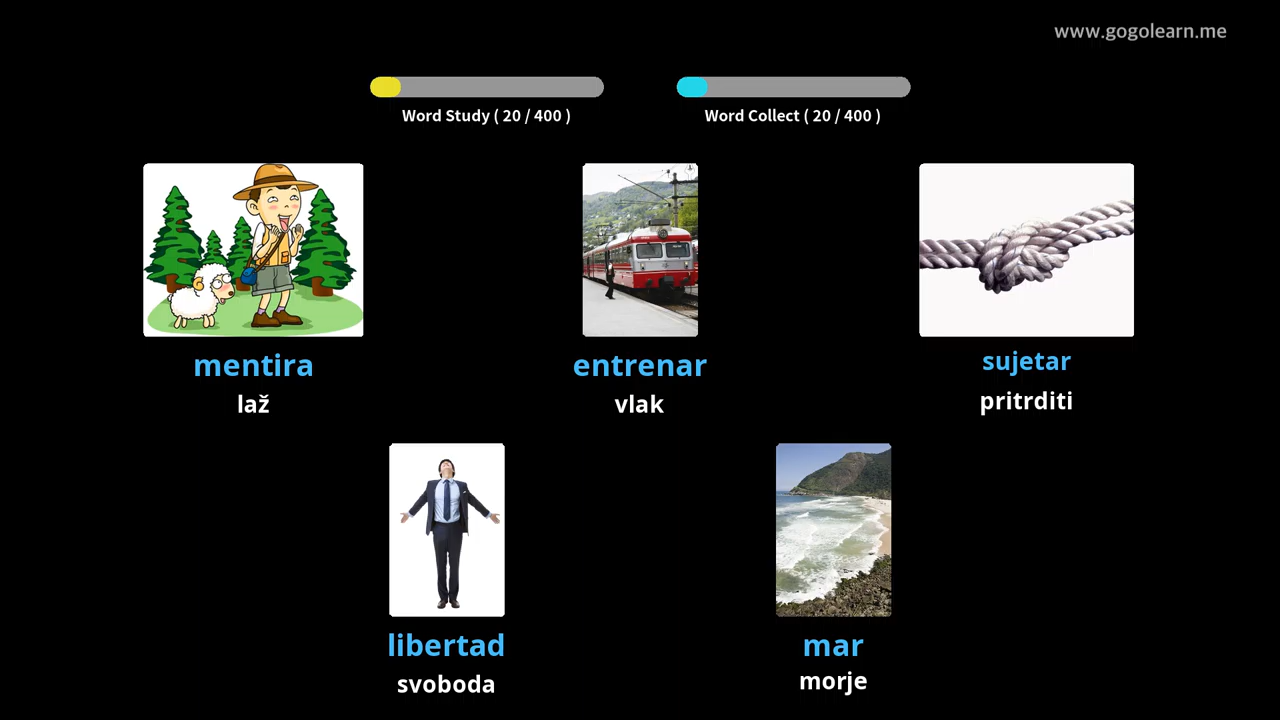 www.gogolearn.me
Word Study ( 20 / 400 )
Word Collect ( 20 / 400 )
mentira
laž
entrenar
vlak
sujetar
pritrditi
libertad
svoboda
mar
morje